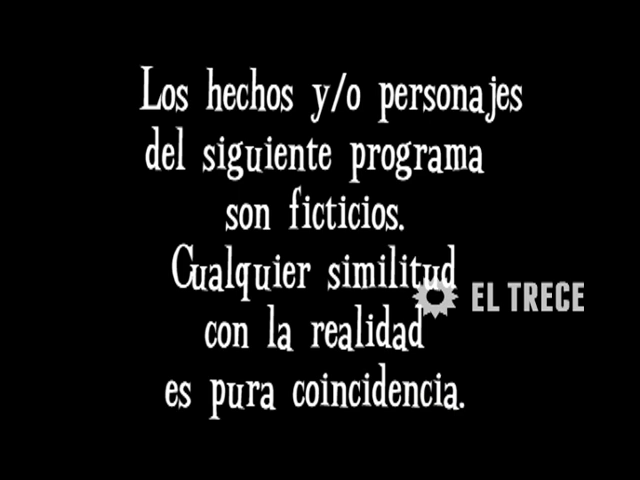 Los hechos y/o personajes
del siguiente programa
son ficticios.
Cualquier similitud
EL TRECE
con la realidad
es pura coincidencia.